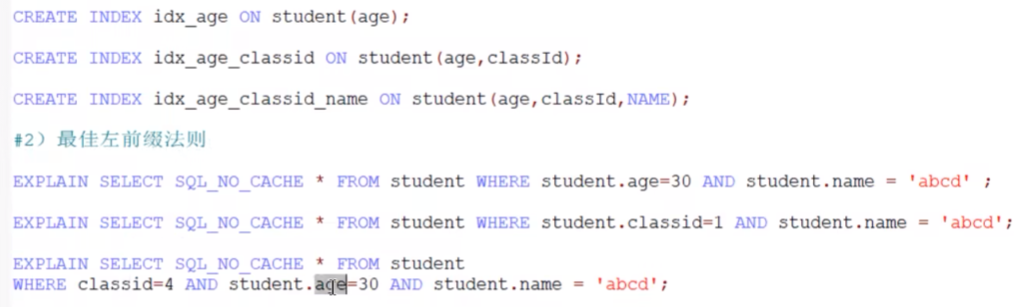 CREATE INDEX idx_age ON student(age);
CREATE INDEX idx_age_classid ON student(age,classId);
CREATE INDEX idx_age_classid_name ON student(age,classId,NAME);
#2）最佳左前缀法则
EXPLAIN SELECT SQL_NO_CACHE * FROM student WHERE student.age=30 AND student.name = 'abcd' ;
EXPLAIN SELECT SQL_NO_CACHE * FROM student WHERE student.classid=1 AND student.name = 'abcd';
EXPLAIN SELECT SQL_NO_CACHE * FROM student
WHERE classid=4 AND student.age=30 AND student.name = 'abcd';